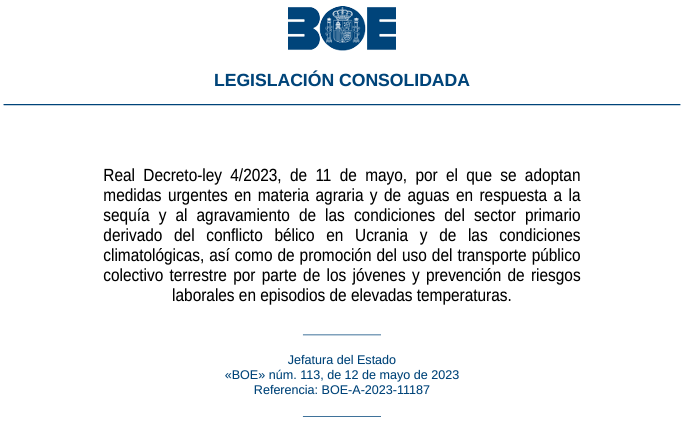 BOE
LEGISLACIÓN CONSOLIDADA
Real Decreto-ley 4/2023, de 11 de mayo, por el que se adoptan
medidas urgentes en materia agraria y de aguas en respuesta a la
sequía y al agravamiento de las condiciones del sector primario
derivado del conflicto bélico en Ucrania y de las condiciones
climatológicas, así como de promoción del uso del transporte público
colectivo terrestre por parte de los jóvenes y prevención de riesgos
laborales en episodios de elevadas temperaturas.
Jefatura del Estado
«BOE» núm. 113, de 12 de mayo de 2023
Referencia: BOE-A-2023-11187